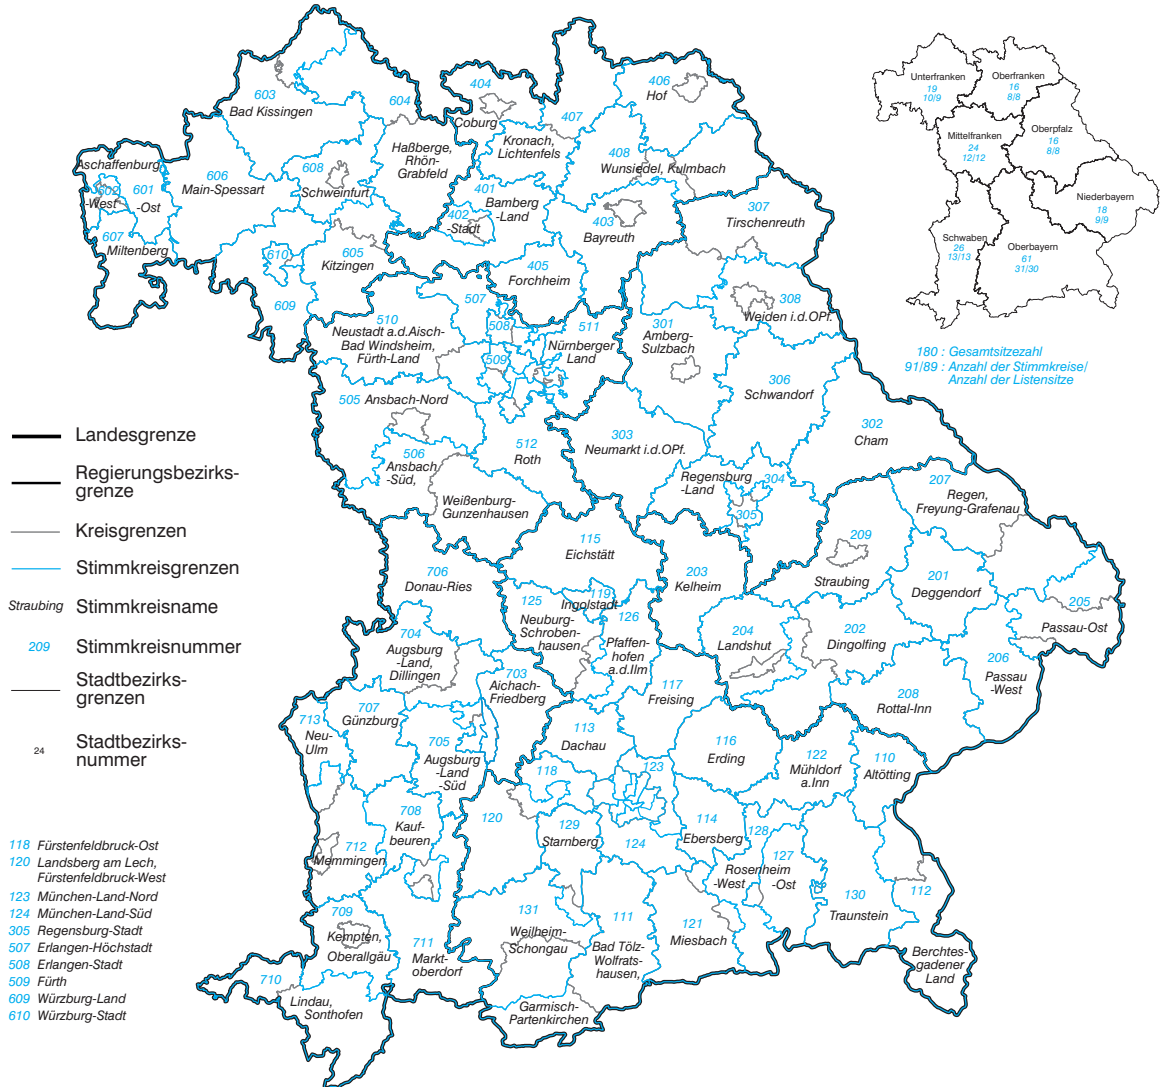 603
Bad Kissingen
604
404
Coburg
407
406
Hof
Haßberge,
Rhön-
Grabfeld
Kronach,
Lichtenfels
408
Wunsiedel, Kulmbach
Aschaffenburg
602
-West
601
-Ost
606
Main-Spessart
608
Schweinfurt
401
Bamberg
-Land
402
-Stadt
403
Bayreuth
307
Tirschenreuth
607
Miltenberg
610
605
Kitzingen
405
Forchheim
609
507
508
509
510
Neustadt a.d.Aisch-
Bad Windsheim,
Fürth-Land
511
Nürnberger
Land
301
Amberg-
Sulzbach
308
Weiden i.d.OPf.
505 Ansbach-Nord
306
Schwandorf
506
Ansbach
-Süd,
512
Roth
303
Neumarkt i.d.OPf.
302
Cham
Weißenburg-
Gunzenhausen
Regensburg
-Land
304
305
207
Regen,
Freyung-Grafenau
209
Straubing
115
Eichstätt
706
Donau-Ries
203
Kelheim
201
Deggendorf
205
Passau-Ost
119
Ingolstadt
125
Neuburg-
Schroben-
hausen
126
Pfaffen-
hofen
a.d.Ilm
204
Landshut
202
Dingolfing
206
Passau
-West
704
Augsburg
-Land,
Dillingen
703
Aichach-
Friedberg
117
Freising
208
Rottal-Inn
713
Neu-
Ulm
707
Günzburg
705
Augsburg
-Land
-Süd
113
Dachau
116
Erding
122
Mühldorf
a.Inn
110
Altötting
118
123
708
Kauf-
beuren
120
129
Starnberg
124
114
Ebersberg
128
Rosenheim
-West
127
-Ost
712
Memmingen
130
Traunstein
112
709
Kempten,
Oberallgäu
711
Markt-
oberdorf
131
Weilheim-
Schongau
111
Bad Tölz-
Wolfrats-
hausen,
121
Miesbach
Berchtes-
gadener
Land
710
Lindau,
Sonthofen
Garmisch-
Partenkirchen
Unterfranken
19
10/9
Oberfranken
16
8/8
Mittelfranken
24
12/12
Oberpfalz
16
8/8
Niederbayern
18
9/9
Schwaben
26
13/13
Oberbayern
61
31/30
180 : Gesamtsitzezahl
91/89 : Anzahl der Stimmkreise/
Anzahl der Listensitze
Landesgrenze
Regierungsbezirks-
grenze
Kreisgrenzen
Stimmkreisgrenzen
Straubing Stimmkreisname
209 Stimmkreisnummer
Stadtbezirks-
grenzen
24 Stadtbezirks-
nummer
118 Fürstenfeldbruck-Ost
120 Landsberg am Lech,
Fürstenfeldbruck-West
123 München-Land-Nord
124 München-Land-Süd
305 Regensburg-Stadt
507 Erlangen-Höchstadt
508 Erlangen-Stadt
509 Fürth
609 Würzburg-Land
610 Würzburg-Stadt